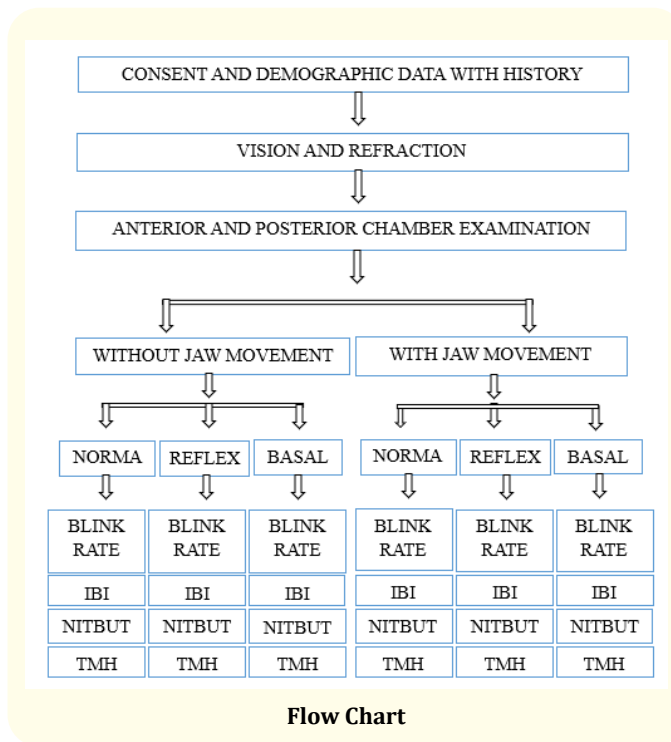 CONSENT AND DEMOGRAPHIC DATA WITH HISTORY
VISION AND REFRACTION
ANTERIOR AND POSTERIOR CHAMBER EXAMINATION
WITHOUT JAW MOVEMENT
WITH JAW MOVEMENT
NORMA
REFLEX
BASAL
NORMA
REFLEX
BASAL
BLINK
RATE
BLINK
RATE
BLINK
RATE
BLINK
RATE
BLINK
RATE
BLINK
RATE
IBI
IBI
IBI
IBI
IBI
IBI
NITBUT
NITBUT
NITBUT
NITBUT
NITBUT
NITBUT
TMH
TMH
TMH
TMH
TMH
TMH
Flow Chart